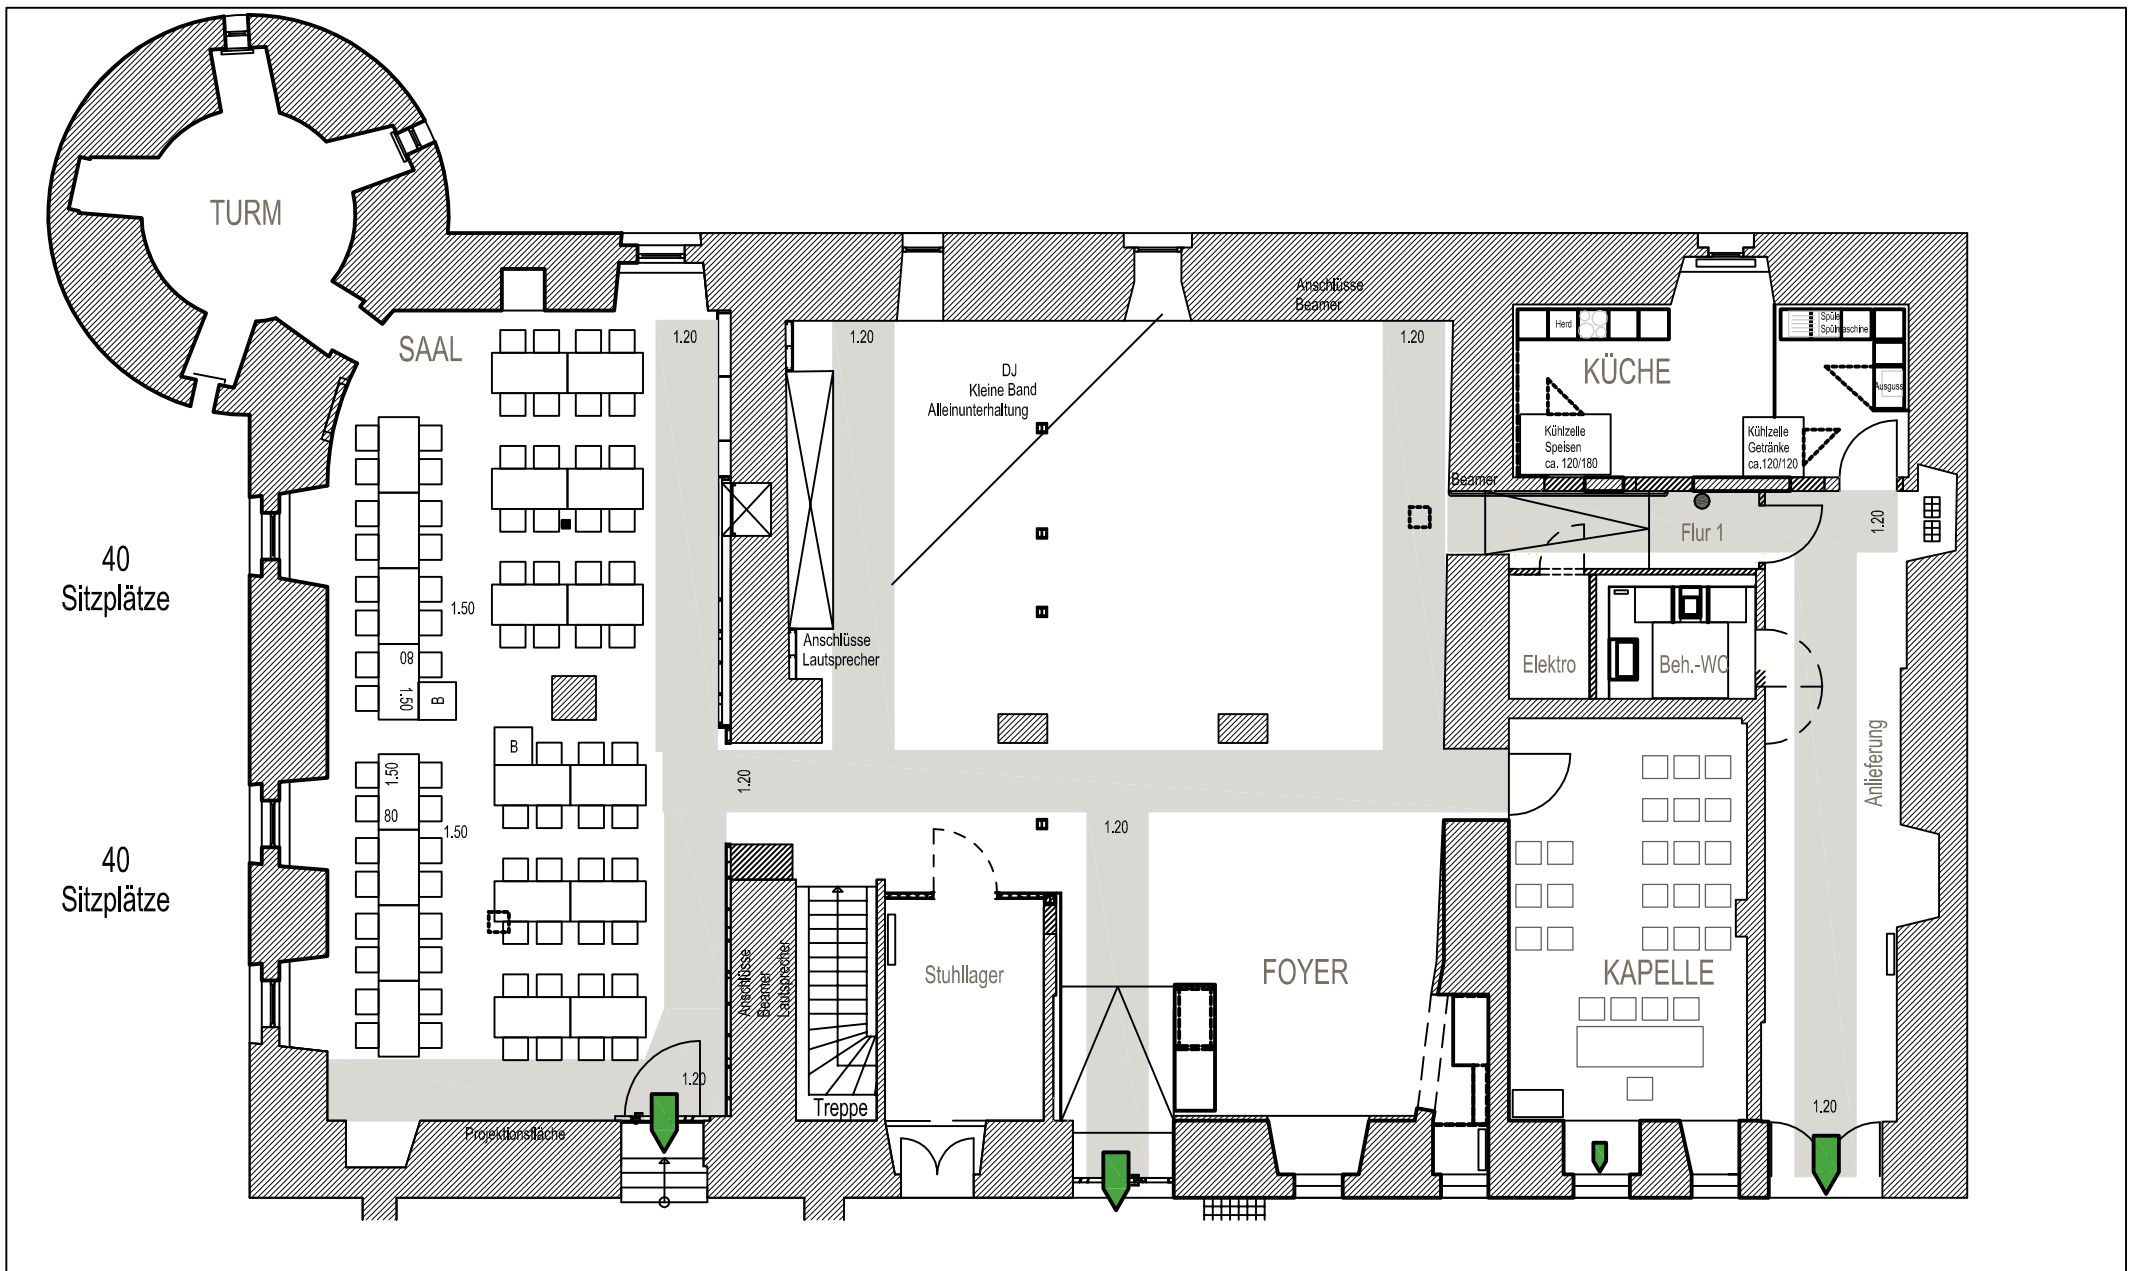 TURM
SAAL
1.20
1.20
1.20
Anschlüsse
Beamer
DJ
Kleine Band
Alleinunterhaltung
Herd
Spüle
Spülmaschine
KÜCHE
Ausguss
Kühlzelle
Speisen
ca. 120/180
Kühlzelle
Getränke
ca.120/120
Beamer
Flur 1
1.20
40
Sitzplätze
1.50
80
1.50
B
Anschlüsse
Lautsprecher
Elektro
Beh.-WC
Anlieferung
B
1.50
80
1.50
1.20
1.20
40
Sitzplätze
Anschlüsse
Beamer
Lautsprecher
Stuhllager
FOYER
KAPELLE
1.20
Treppe
1.20
Projektionsfläche